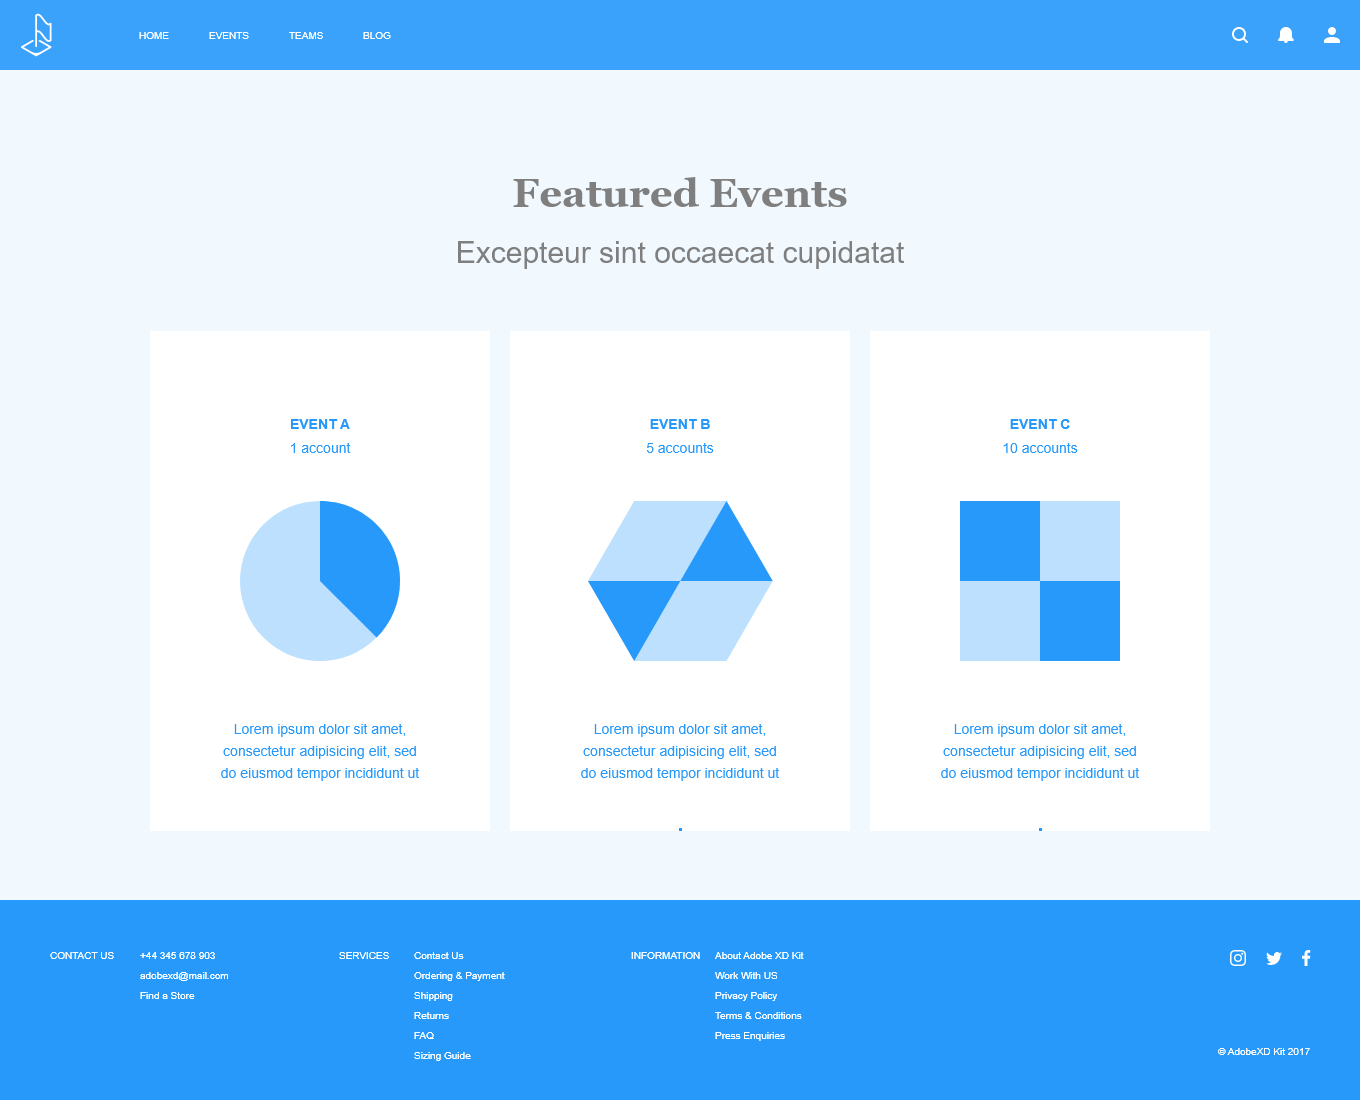 HOME
EVENTS
TEAMS
BLOG
Featured Events
Excepteur sint occaecat cupidatat
EVENT A
1 account
Lorem ipsum dolor sit amet,
consectetur adipisicing elit, sed
do eiusmod tempor incididunt ut
EVENT B
5 accounts
Lorem ipsum dolor sit amet,
consectetur adipisicing elit, sed
do eiusmod tempor incididunt ut
EVENT C
10 accounts
Lorem ipsum dolor sit amet,
consectetur adipisicing elit, sed
do eiusmod tempor incididunt ut
CONTACT US
+44 345 678 903
adobexd@mail.com
Find a Store
SERVICES
Contact Us
Ordering & Payment
Shipping
Returns
FAQ
Sizing Guide
INFORMATION
About Adobe XD Kit
Work With US
Privacy Policy
Terms & Conditions
Press Enquiries
© AdobeXD Kit 2017